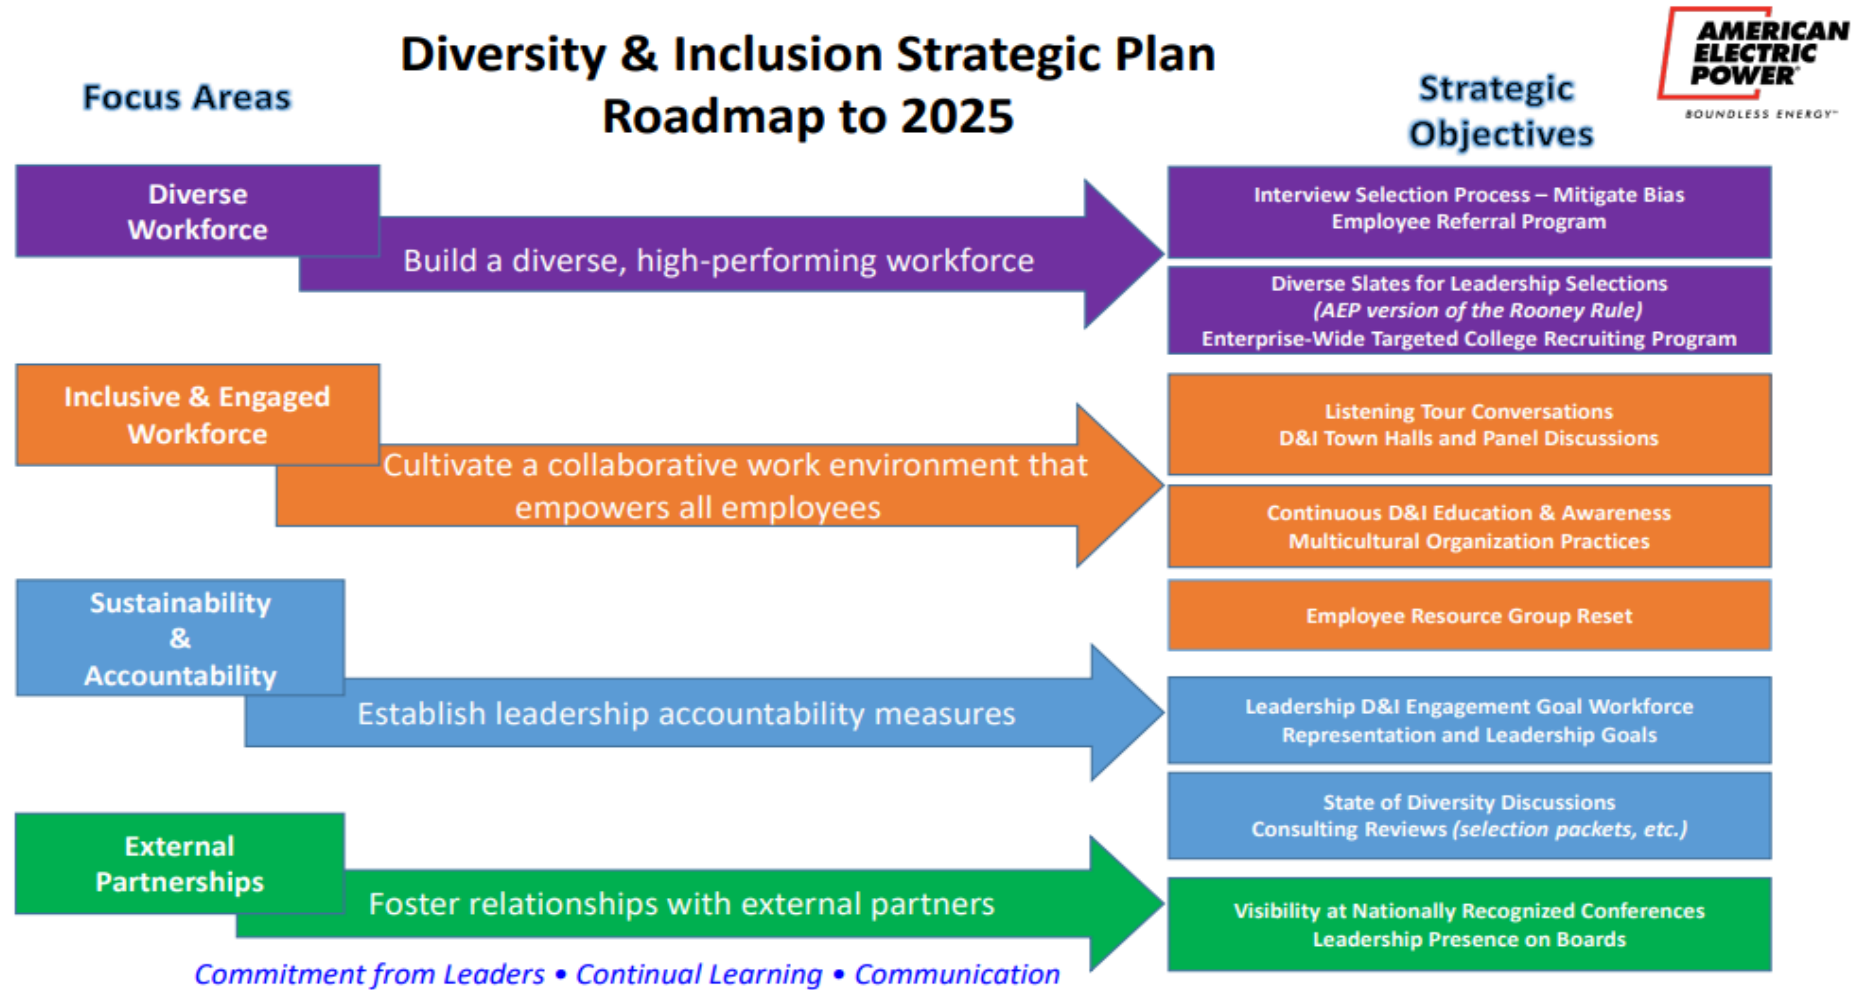 Diversity & Inclusion Strategic Plan
Roadmap to 2025
AMERICAN
ELECTRIC
POWER®
BOUNDLESS ENERGY™
Focus Areas
Strategic
Objectives
Diverse
Workforce
Build a diverse, high-performing workforce
Interview Selection Process – Mitigate Bias
Employee Referral Program
Diverse Slates for Leadership Selections
(AEP version of the Rooney Rule)
Enterprise-Wide Targeted College Recruiting Program
Inclusive & Engaged
Workforce
Cultivate a collaborative work environment that
empowers all employees
Listening Tour Conversations
D&I Town Halls and Panel Discussions
Continuous D&I Education & Awareness
Multicultural Organization Practices
Employee Resource Group Reset
Sustainability
&
Accountability
Establish leadership accountability measures
Leadership D&I Engagement Goal Workforce
Representation and Leadership Goals
State of Diversity Discussions
Consulting Reviews (selection packets, etc.)
External
Partnerships
Foster relationships with external partners
Visibility at Nationally Recognized Conferences
Leadership Presence on Boards
Commitment from Leaders • Continual Learning • Communication